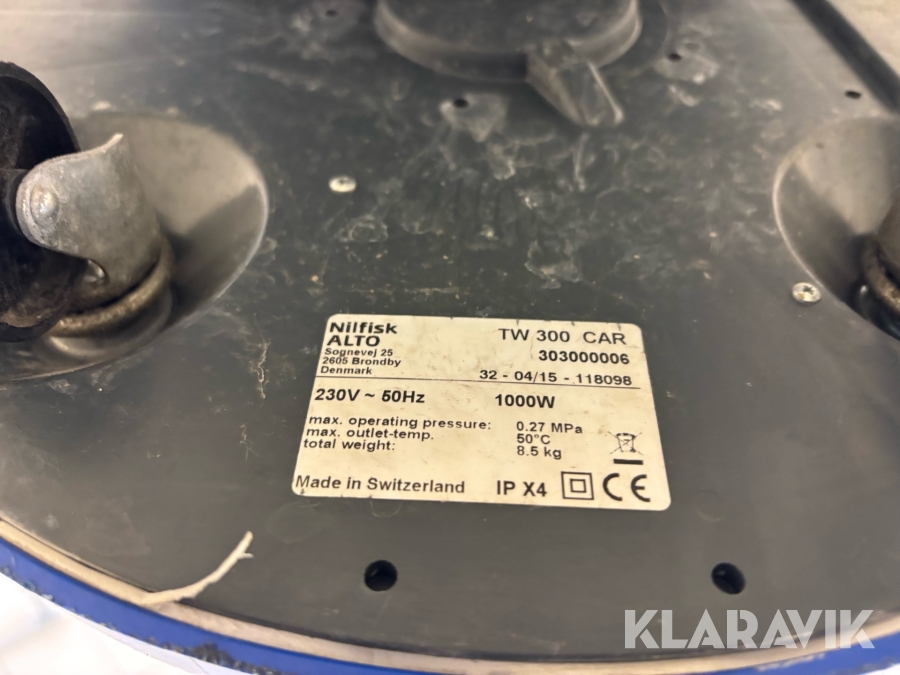 Nilfisk
ALTO
TW 300 CAR
Sognevej 25
303000006
2605 Brondby
Denmark
32 - 04/15 - 118098
230V ~ 50Hz 1000W
max. operating pressure: 0.27 MPa
max. outlet-temp. 50°C
total weight: 8.5 kg
Made in Switzerland IP X4 CE
KLARAVIK